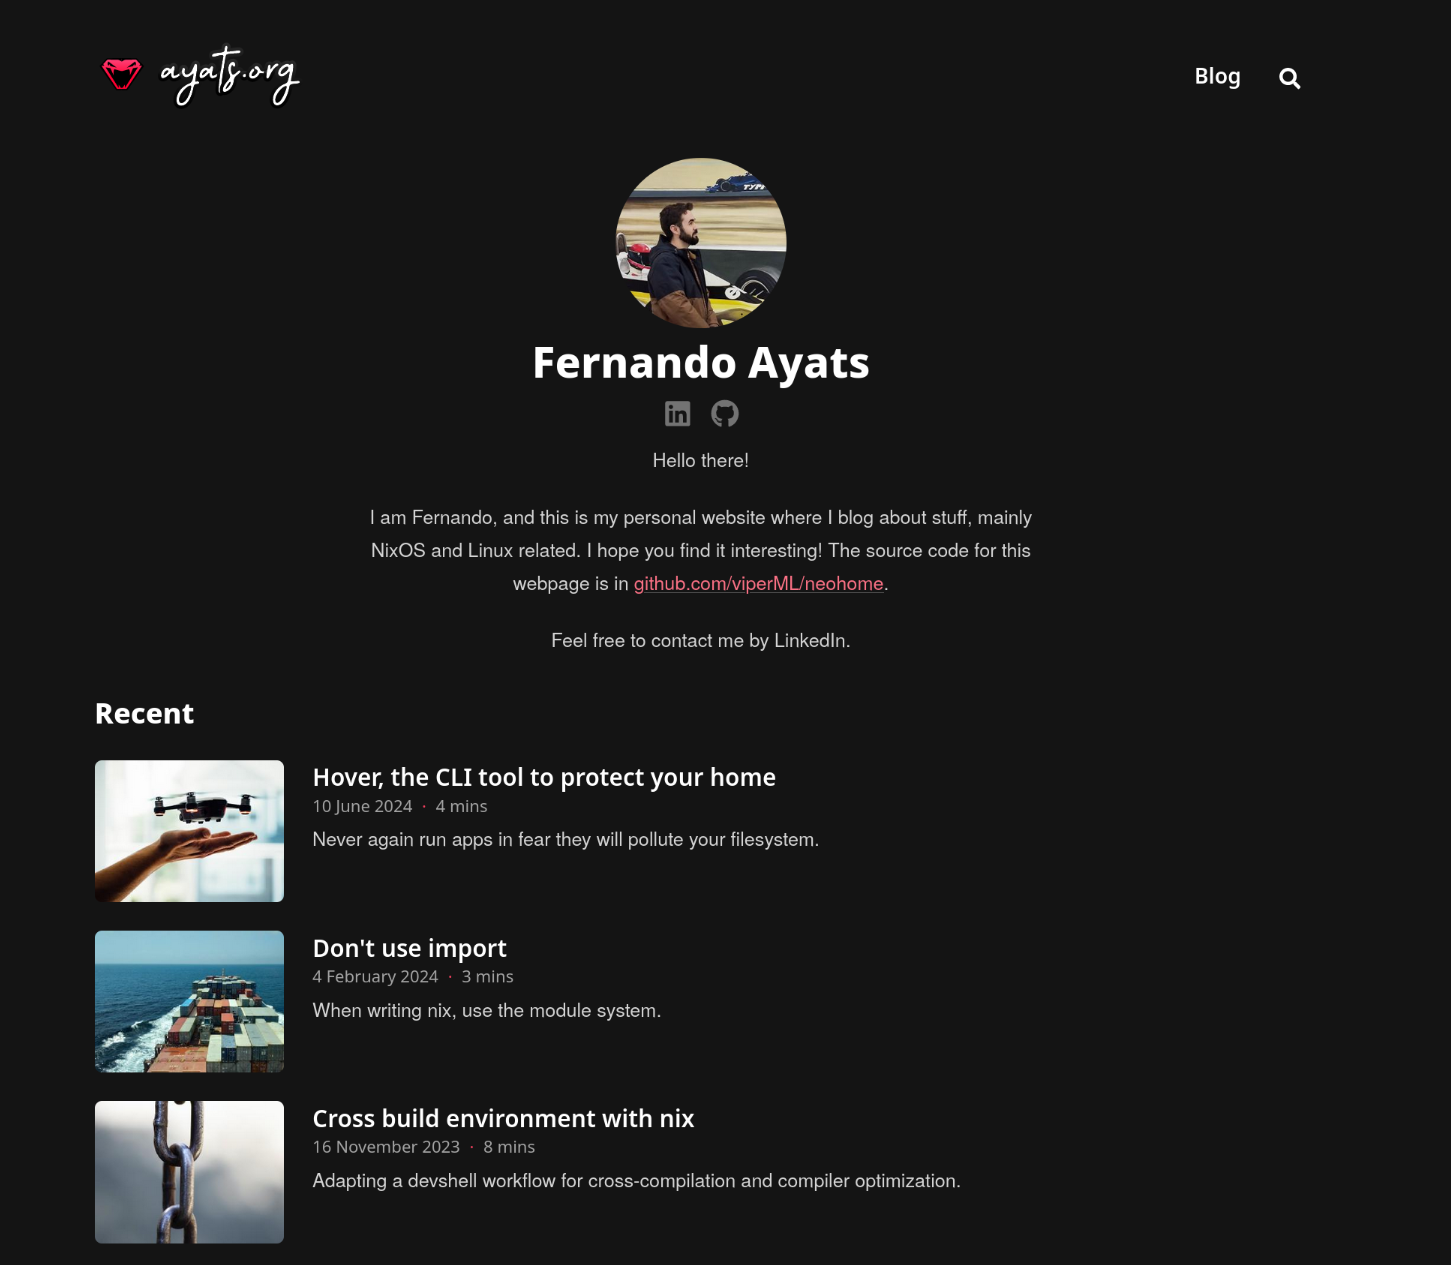 ayats.org
Blog
TYPE
Fernando Ayats
Hello there!
I am Fernando, and this is my personal website where I blog about stuff, mainly
NixOS and Linux related. I hope you find it interesting! The source code for this
webpage is in github.com/viperML/neohome.
Feel free to contact me by LinkedIn.
Recent
Hover, the CLI tool to protect your home
10 June 2024 · 4 mins
Never again run apps in fear they will pollute your filesystem.
Don't use import
4 February 2024 · 3 mins
When writing nix, use the module system.
Cross build environment with nix
16 November 2023 · 8 mins
Adapting a devshell workflow for cross-compilation and compiler optimization.